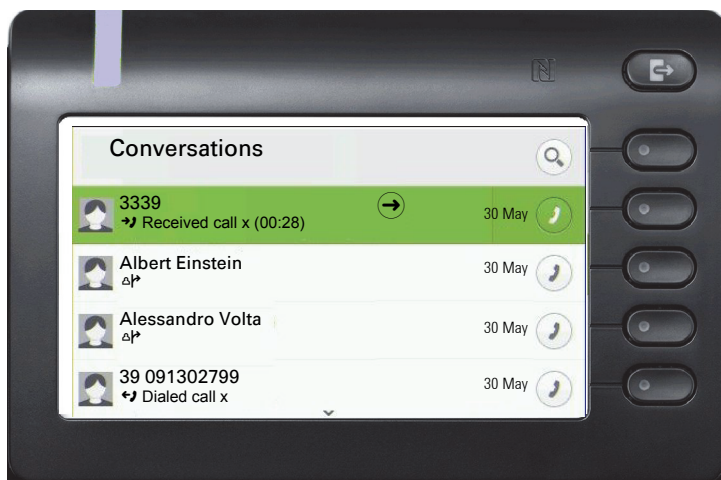 Conversations
3339
30 May
Received call x (00:28)
Albert Einstein
30 May
Alessandro Volta
30 May
39 091302799
30 May
Dialed call x